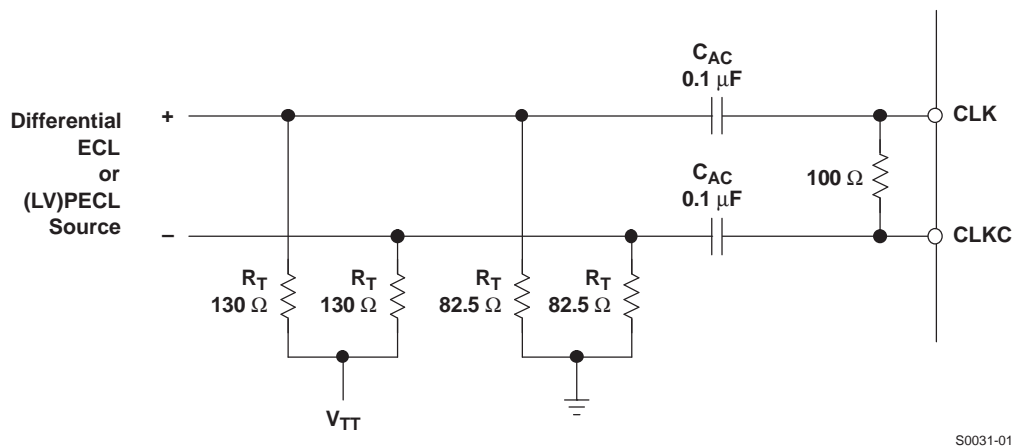 Differential
ECL
or
(LV)PECL
Source
+
−
C_AC
0.1 μF
C_AC
0.1 μF
100 Ω
CLK
CLKC
R_T
130 Ω
R_T
130 Ω
R_T
82.5 Ω
R_T
82.5 Ω
V_TT
S0031-01